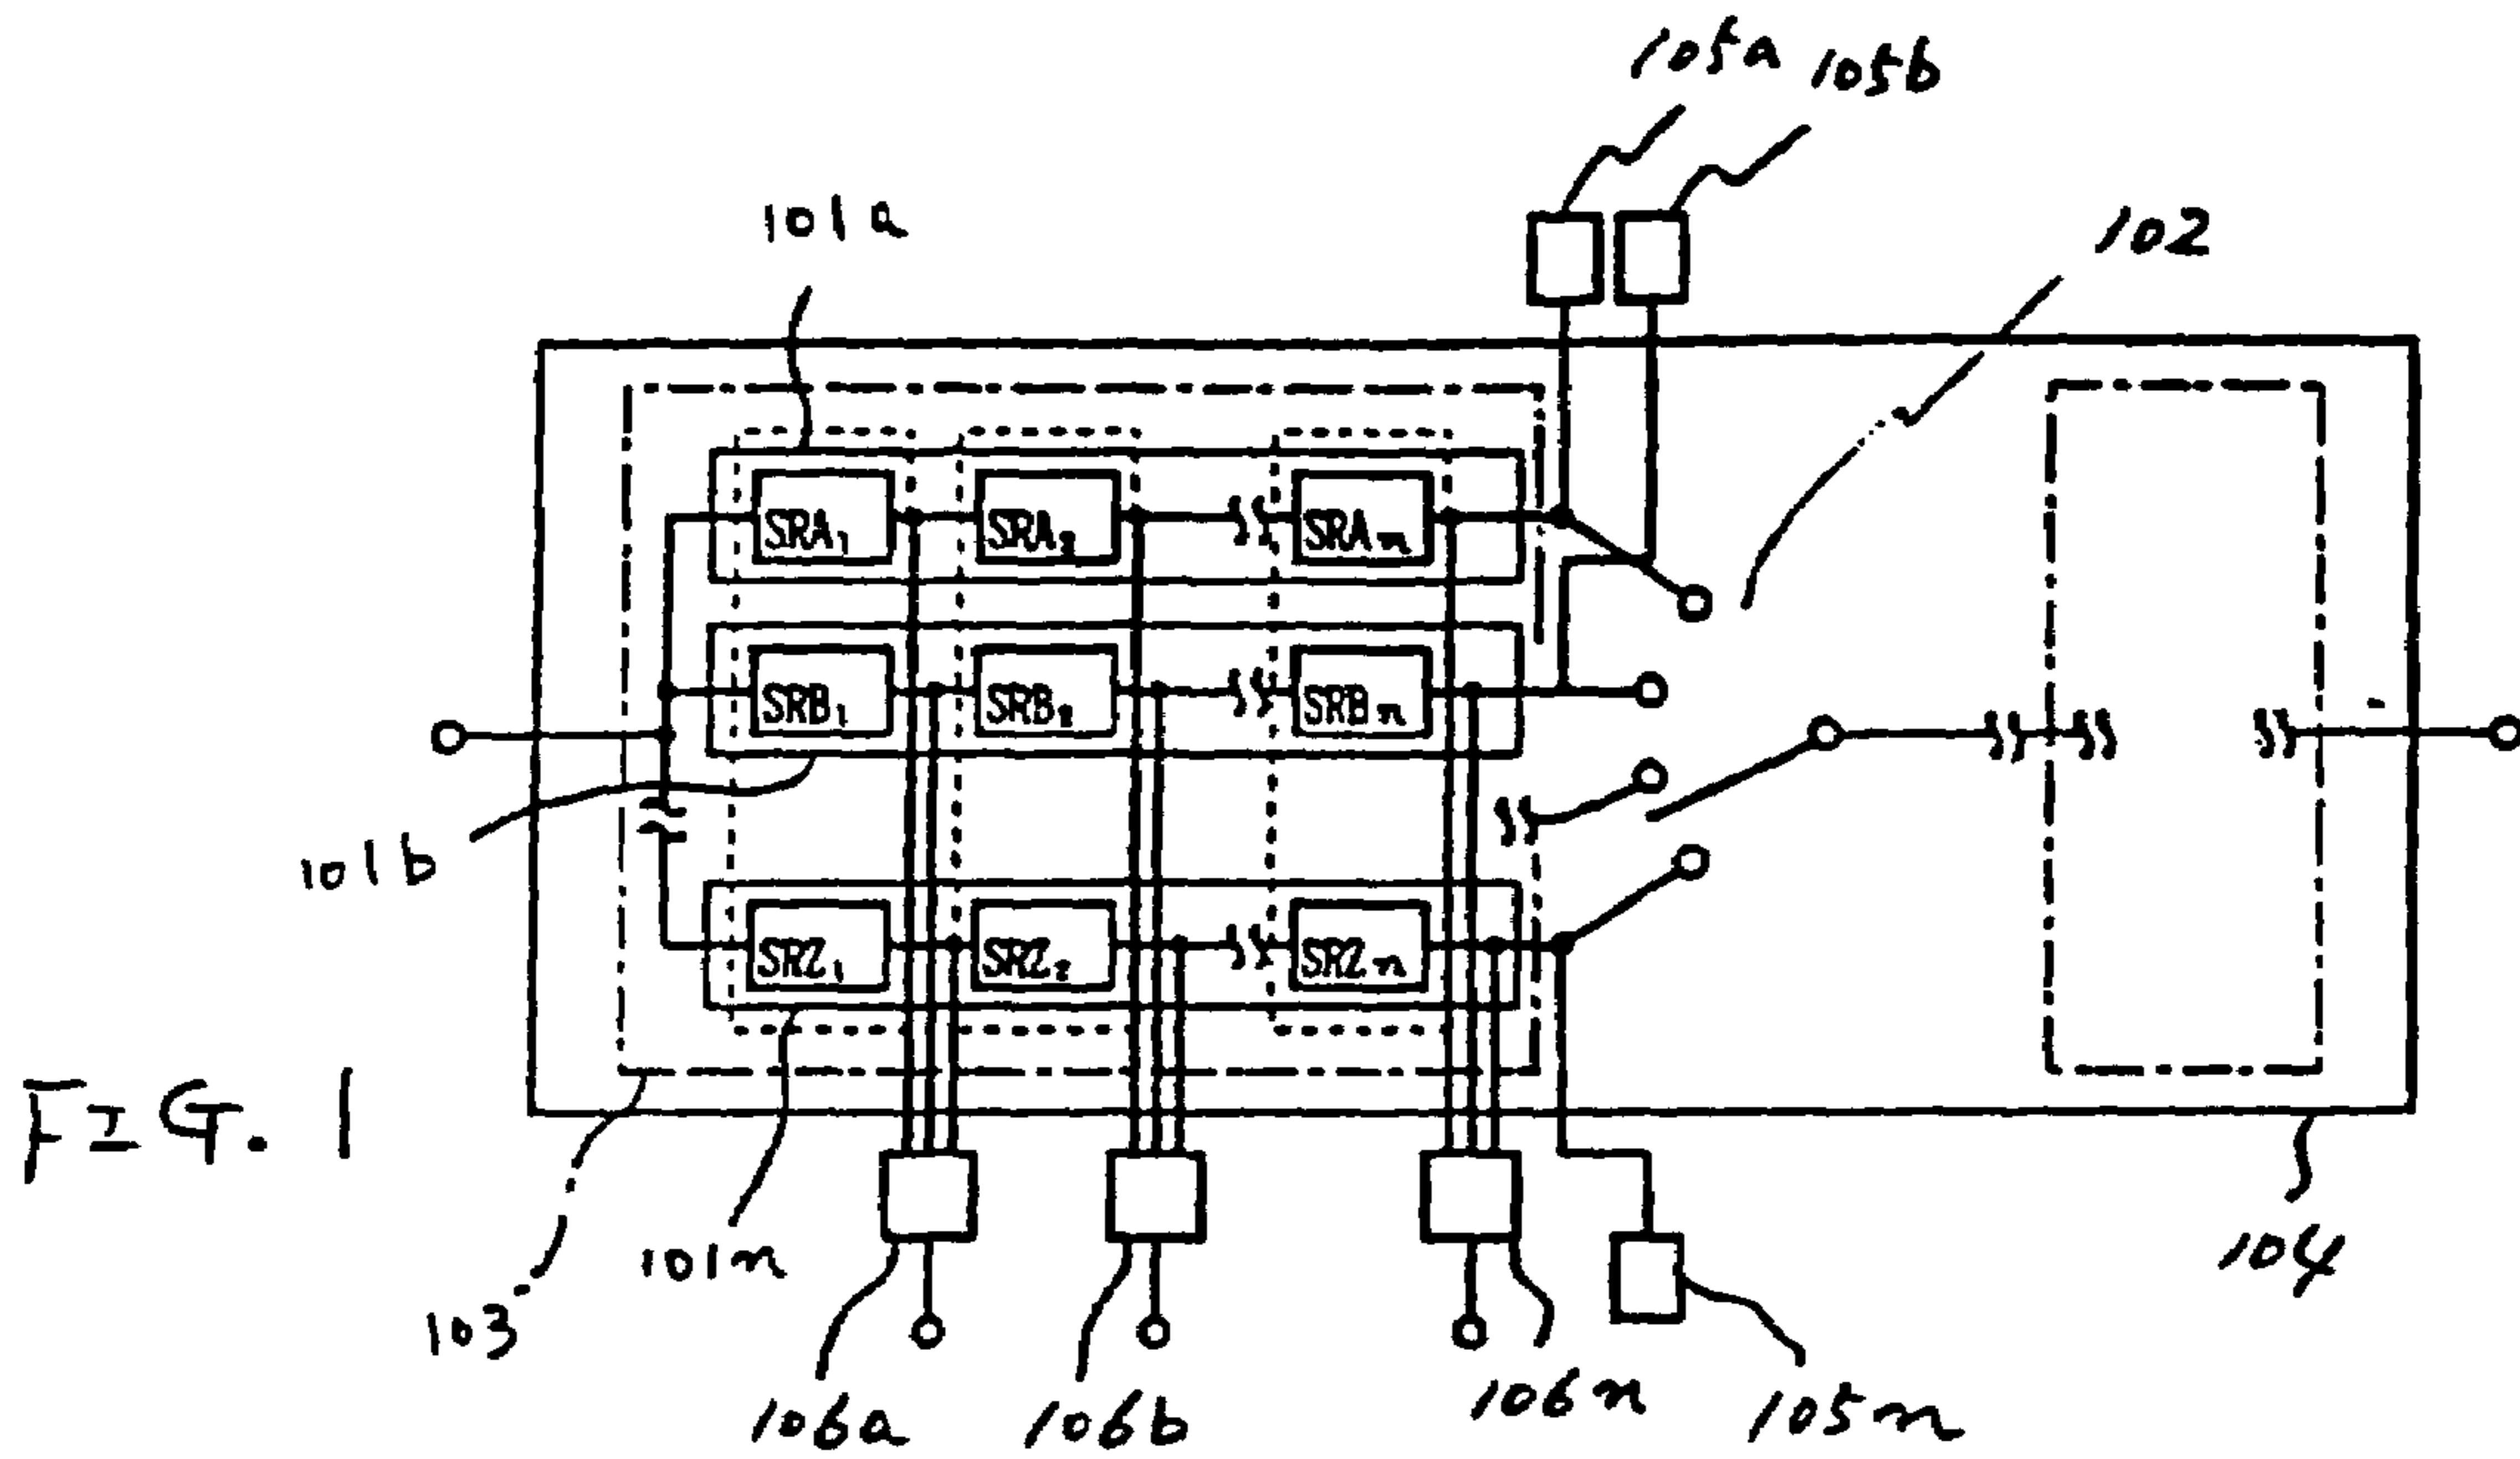 105a 105b
101a
102
SRA₁ SRA₂ SRAn
SRB₁ SRB₂ SRBn
101b
SRZ₁ SRZ₂ SRZn
FIG. 1
101n
104
103
106a 106b 106n 105n